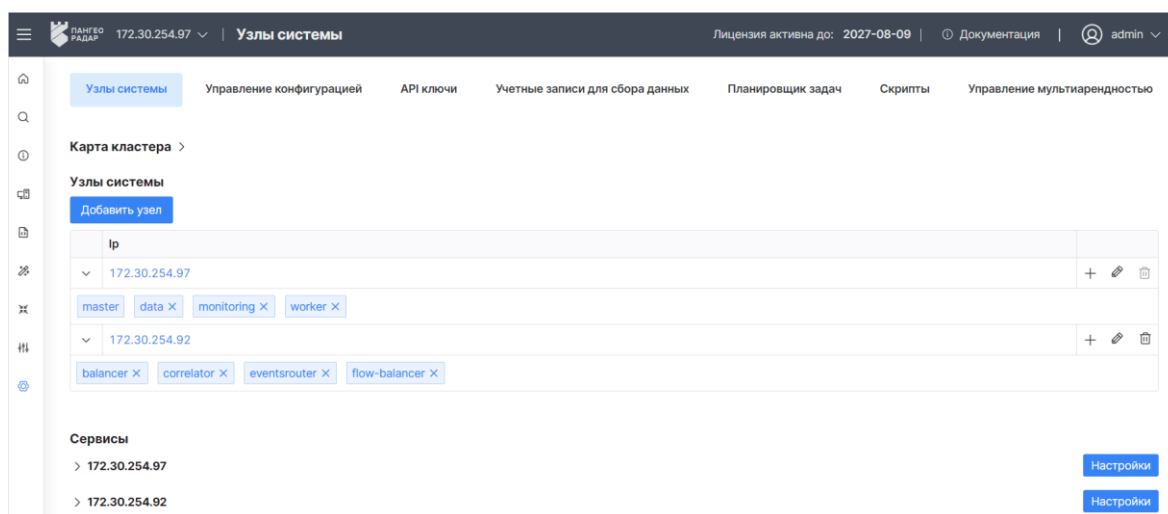 ПАНГЕО РАДАР 172.30.254.97 | Узлы системы Лицензия активна до: 2027-08-09 | Документация | admin
Узлы системы Управление конфигурацией API ключи Учетные записи для сбора данных Планировщик задач Скрипты Управление мультиарендностью
Карта кластера >
Узлы системы
Добавить узел
Ip
172.30.254.97
master data × monitoring × worker ×
172.30.254.92
balancer × correlator × eventsrouter × flow-balancer ×
Сервисы
> 172.30.254.97 Настройки
> 172.30.254.92 Настройки